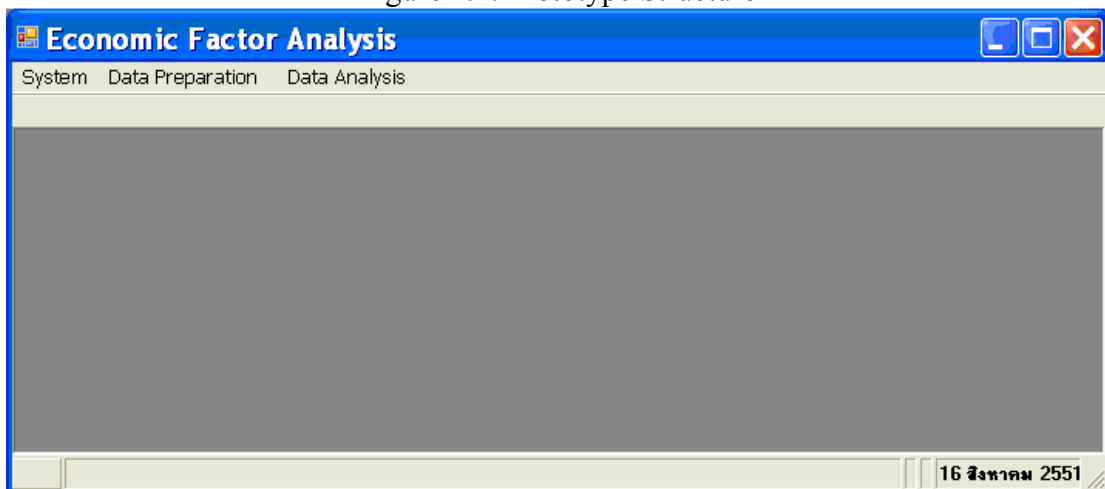 Economic Factor Analysis
System Data Preparation Data Analysis
16 สิงหาคม 2551